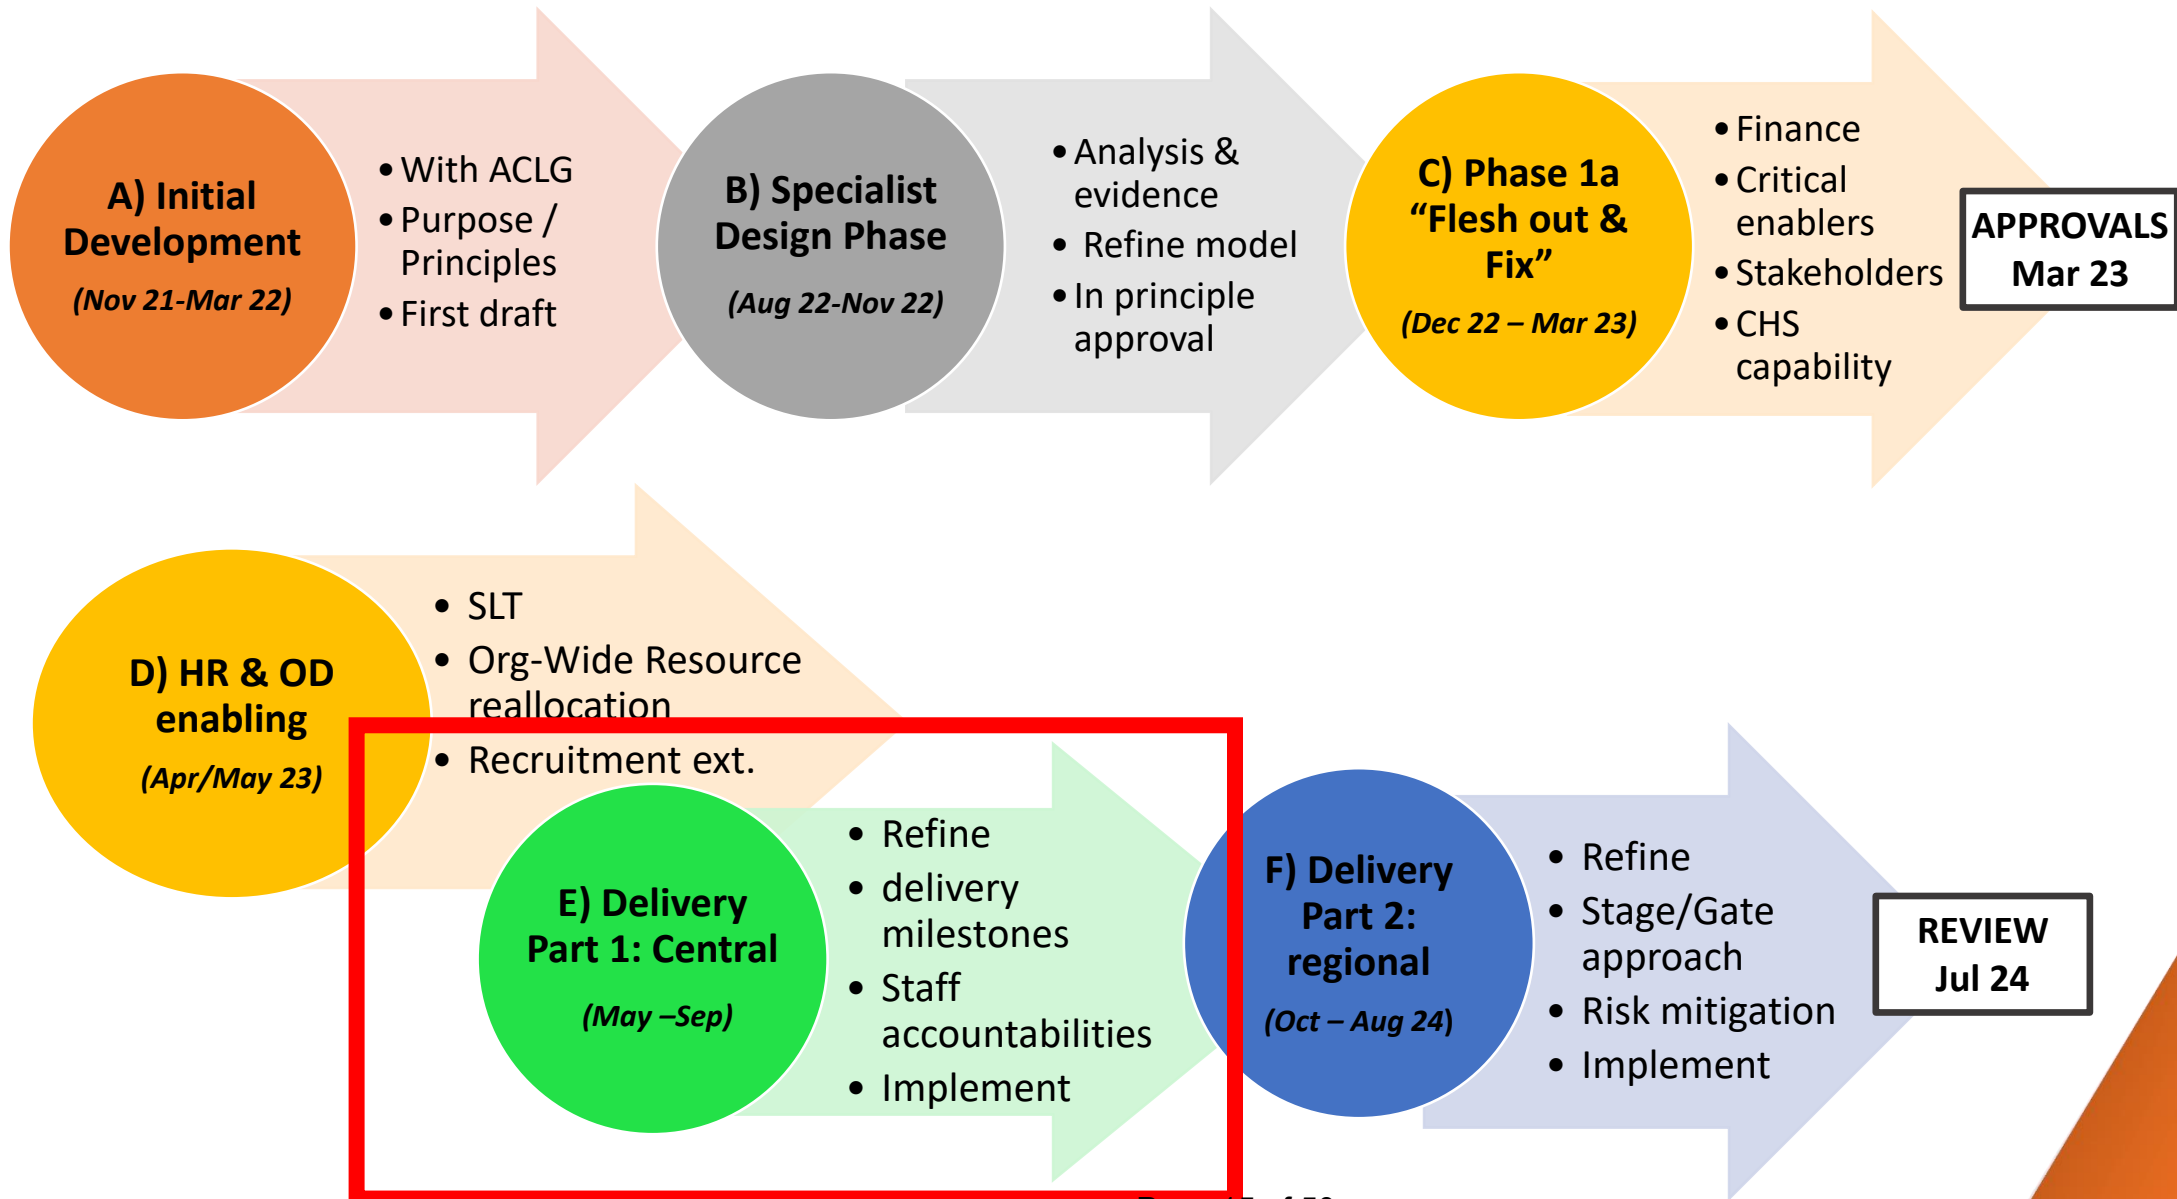 A) Initial
Development
(Nov 21-Mar 22)
•With ACLG
•Purpose /
Principles
•First draft
B) Specialist
Design Phase
(Aug 22-Nov 22)
•Analysis &
evidence
• Refine model
•In principle
approval
C) Phase 1a
“Flesh out &
Fix”
(Dec 22 – Mar 23)
•Finance
•Critical
enablers
•Stakeholders
•CHS
capability
APPROVALS
Mar 23
D) HR & OD
enabling
(Apr/May 23)
• SLT
• Org-Wide Resource
reallocation
• Recruitment ext.
E) Delivery
Part 1: Central
(May –Sep)
• Refine
• delivery
milestones
• Staff
accountabilities
• Implement
F) Delivery
Part 2:
regional
(Oct – Aug 24)
• Refine
• Stage/Gate
approach
• Risk mitigation
• Implement
REVIEW
Jul 24